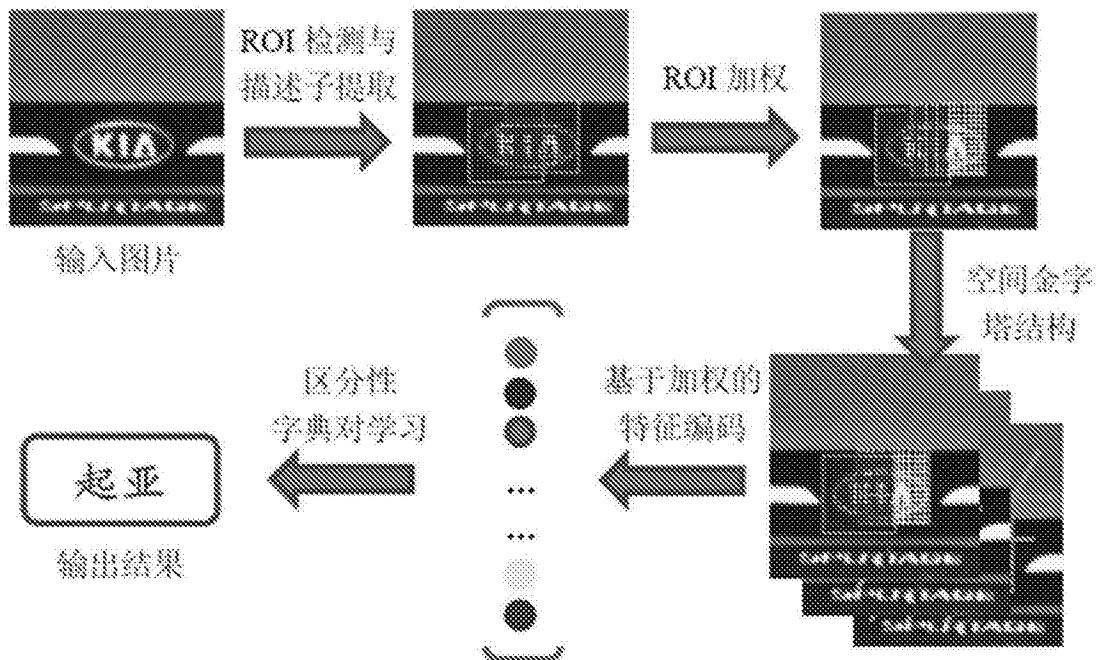 ROI 检测与
描述子提取
ROI 加权
KIA
KIA
输入图片
空间金字
塔结构
基于加权的
特征编码
区分性
字典对学习
...
...
起亚
输出结果